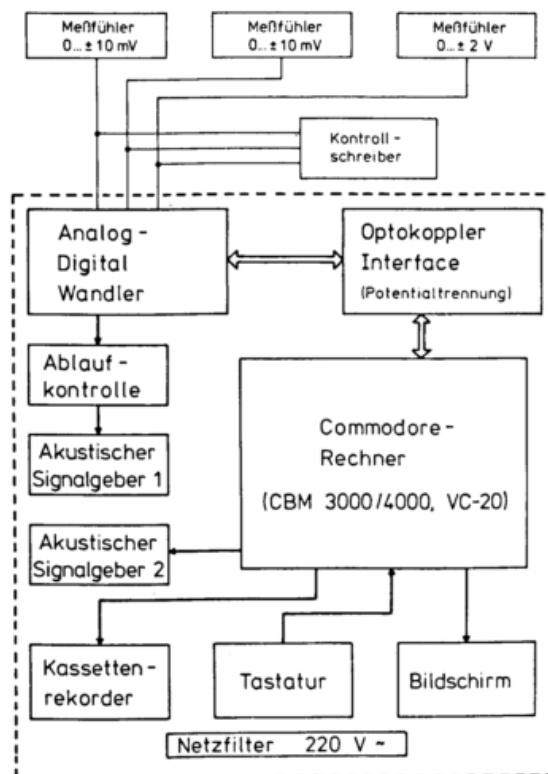 Meßfühler
0...± 10 mV
Meßfühler
0...± 10 mV
Meßfühler
0...± 2 V
Kontroll-
schreiber
Analog-
Digital
Wandler
Optokoppler
Interface
(Potentialtrennung)
Ablauf-
kontrolle
Commodore-
Rechner
(CBM 3000/4000, VC-20)
Akustischer
Signalgeber 1
Akustischer
Signalgeber 2
Kassetten-
rekorder
Tastatur
Bildschirm
Netzfilter 220 V ~